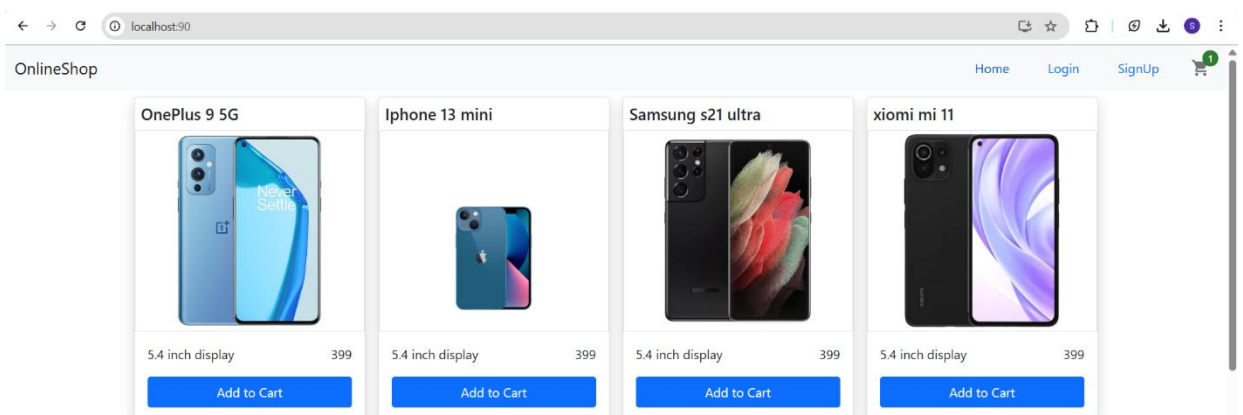 localhost:90
S
OnlineShop
Home Login SignUp 1
OnePlus 9 5G
Iphone 13 mini
Samsung s21 ultra
xiomi mi 11
Never
Settle
5.4 inch display 399
5.4 inch display 399
5.4 inch display 399
5.4 inch display 399
Add to Cart
Add to Cart
Add to Cart
Add to Cart